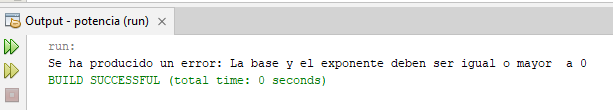 Output - potencia (run)
run:
Se ha producido un error: La base y el exponente deben ser igual o mayor  a 0
BUILD SUCCESSFUL (total time: 0 seconds)